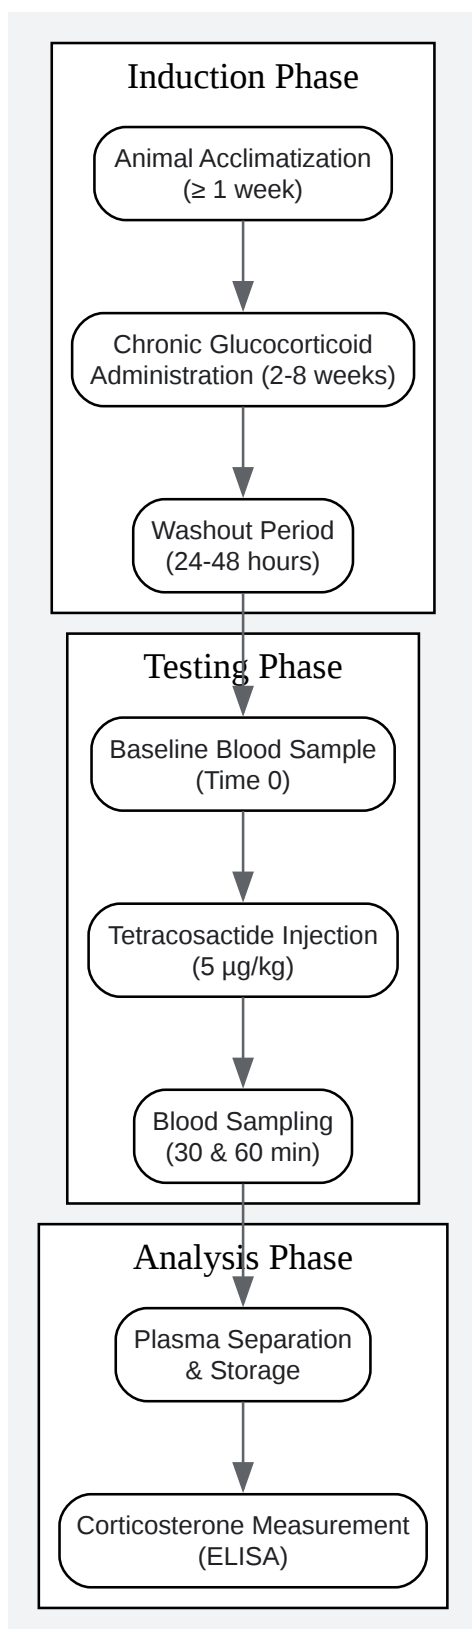 Induction Phase
Animal Acclimatization
(≥ 1 week)
Chronic Glucocorticoid
Administration (2-8 weeks)
Washout Period
(24-48 hours)
Testing Phase
Baseline Blood Sample
(Time 0)
Tetracosactide Injection
(5 µg/kg)
Blood Sampling
(30 & 60 min)
Analysis Phase
Plasma Separation
& Storage
Corticosterone Measurement
(ELISA)